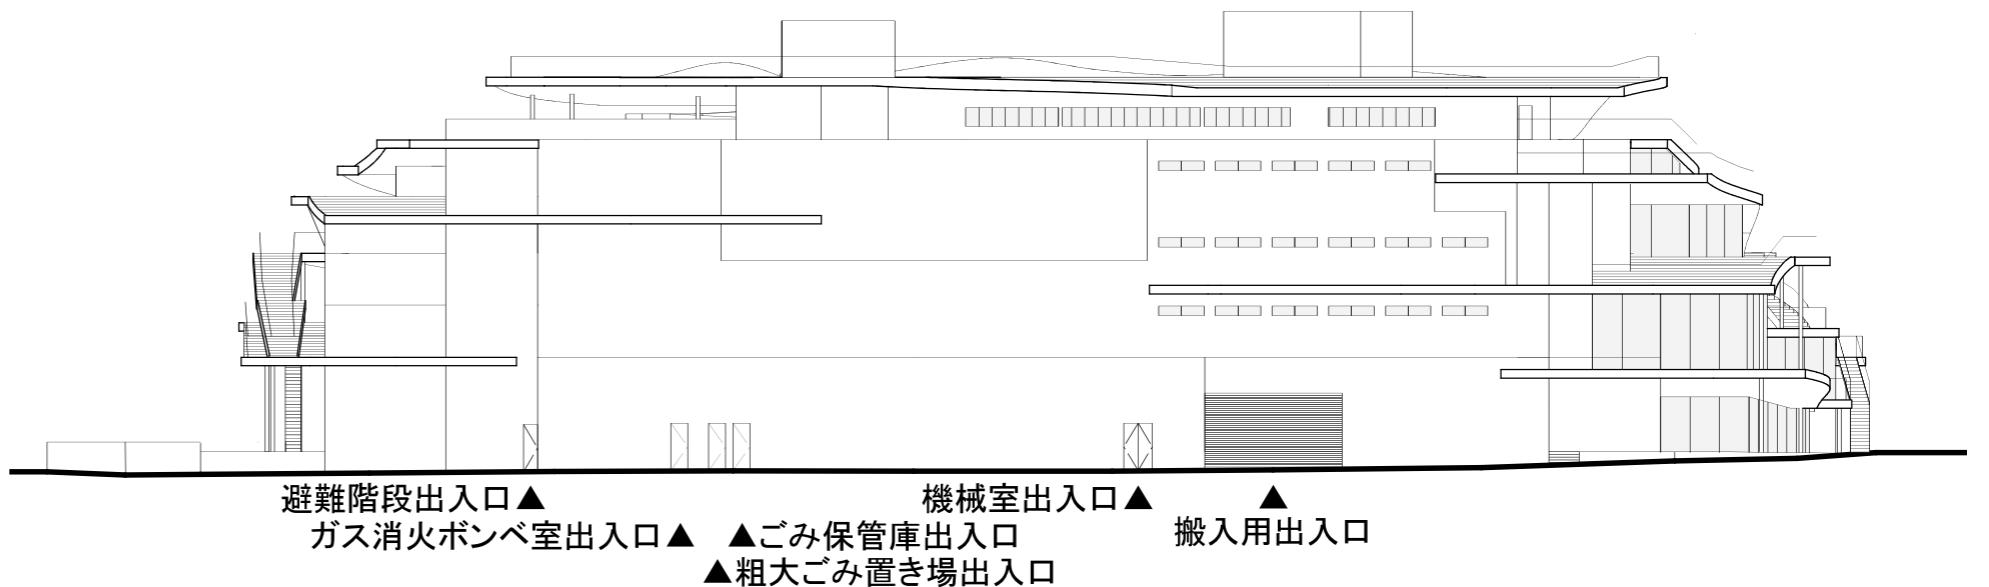 避難階段出入口▲
機械室出入口▲
▲
ガス消火ボンベ室出入口▲
▲ごみ保管庫出入口
搬入用出入口
▲粗大ごみ置き場出入口